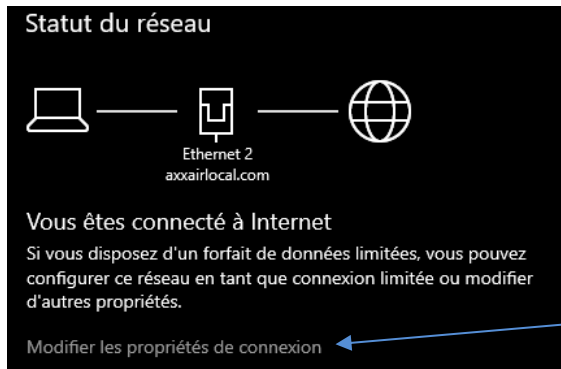 Statut du réseau
Ethernet 2
axxairlocal.com
Vous êtes connecté à Internet
Si vous disposez d'un forfait de données limitées, vous pouvez
configurer ce réseau en tant que connexion limitée ou modifier
d'autres propriétés.
Modifier les propriétés de connexion